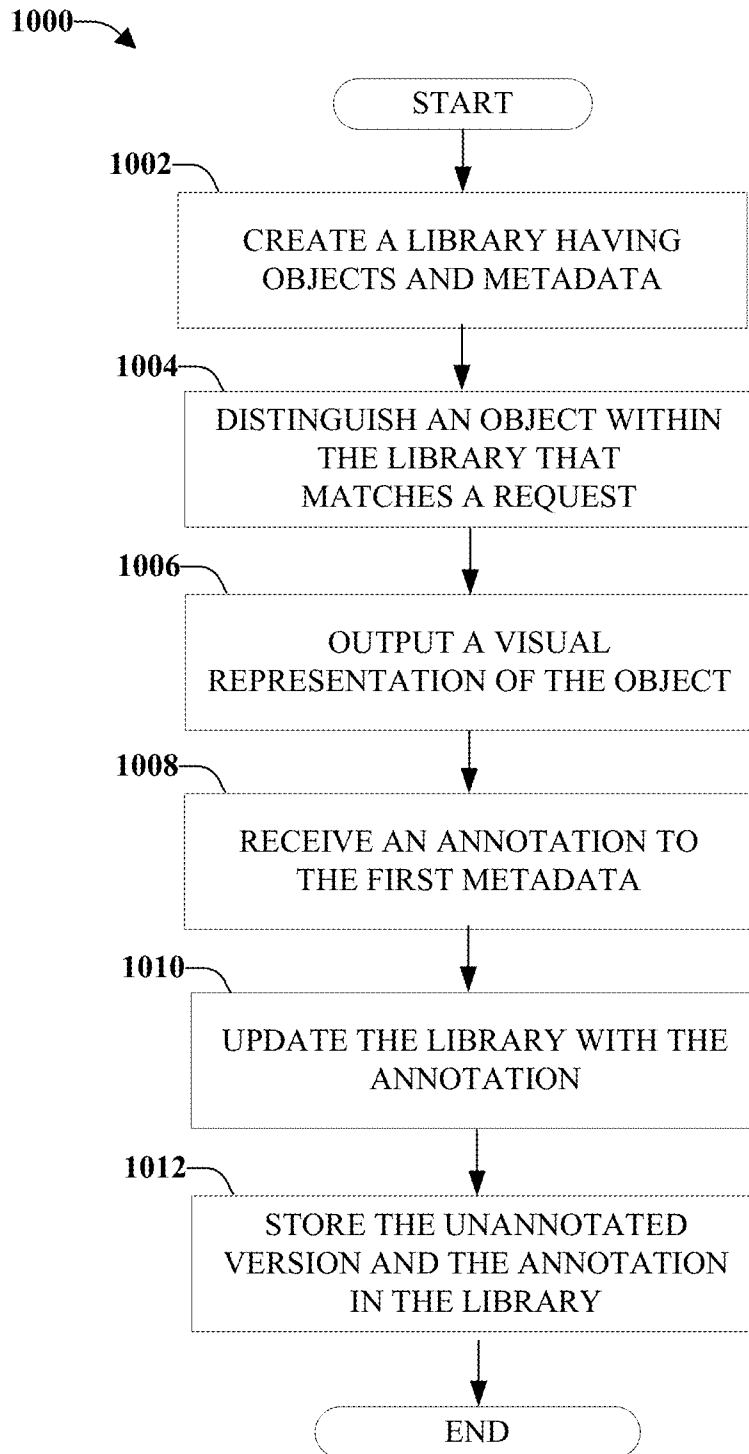 1000
START
1002
CREATE A LIBRARY HAVING
OBJECTS AND METADATA
1004
DISTINGUISH AN OBJECT WITHIN
THE LIBRARY THAT
MATCHES A REQUEST
1006
OUTPUT A VISUAL
REPRESENTATION OF THE OBJECT
1008
RECEIVE AN ANNOTATION TO
THE FIRST METADATA
1010
UPDATE THE LIBRARY WITH THE
ANNOTATION
1012
STORE THE UNANNOTATED
VERSION AND THE ANNOTATION
IN THE LIBRARY
END